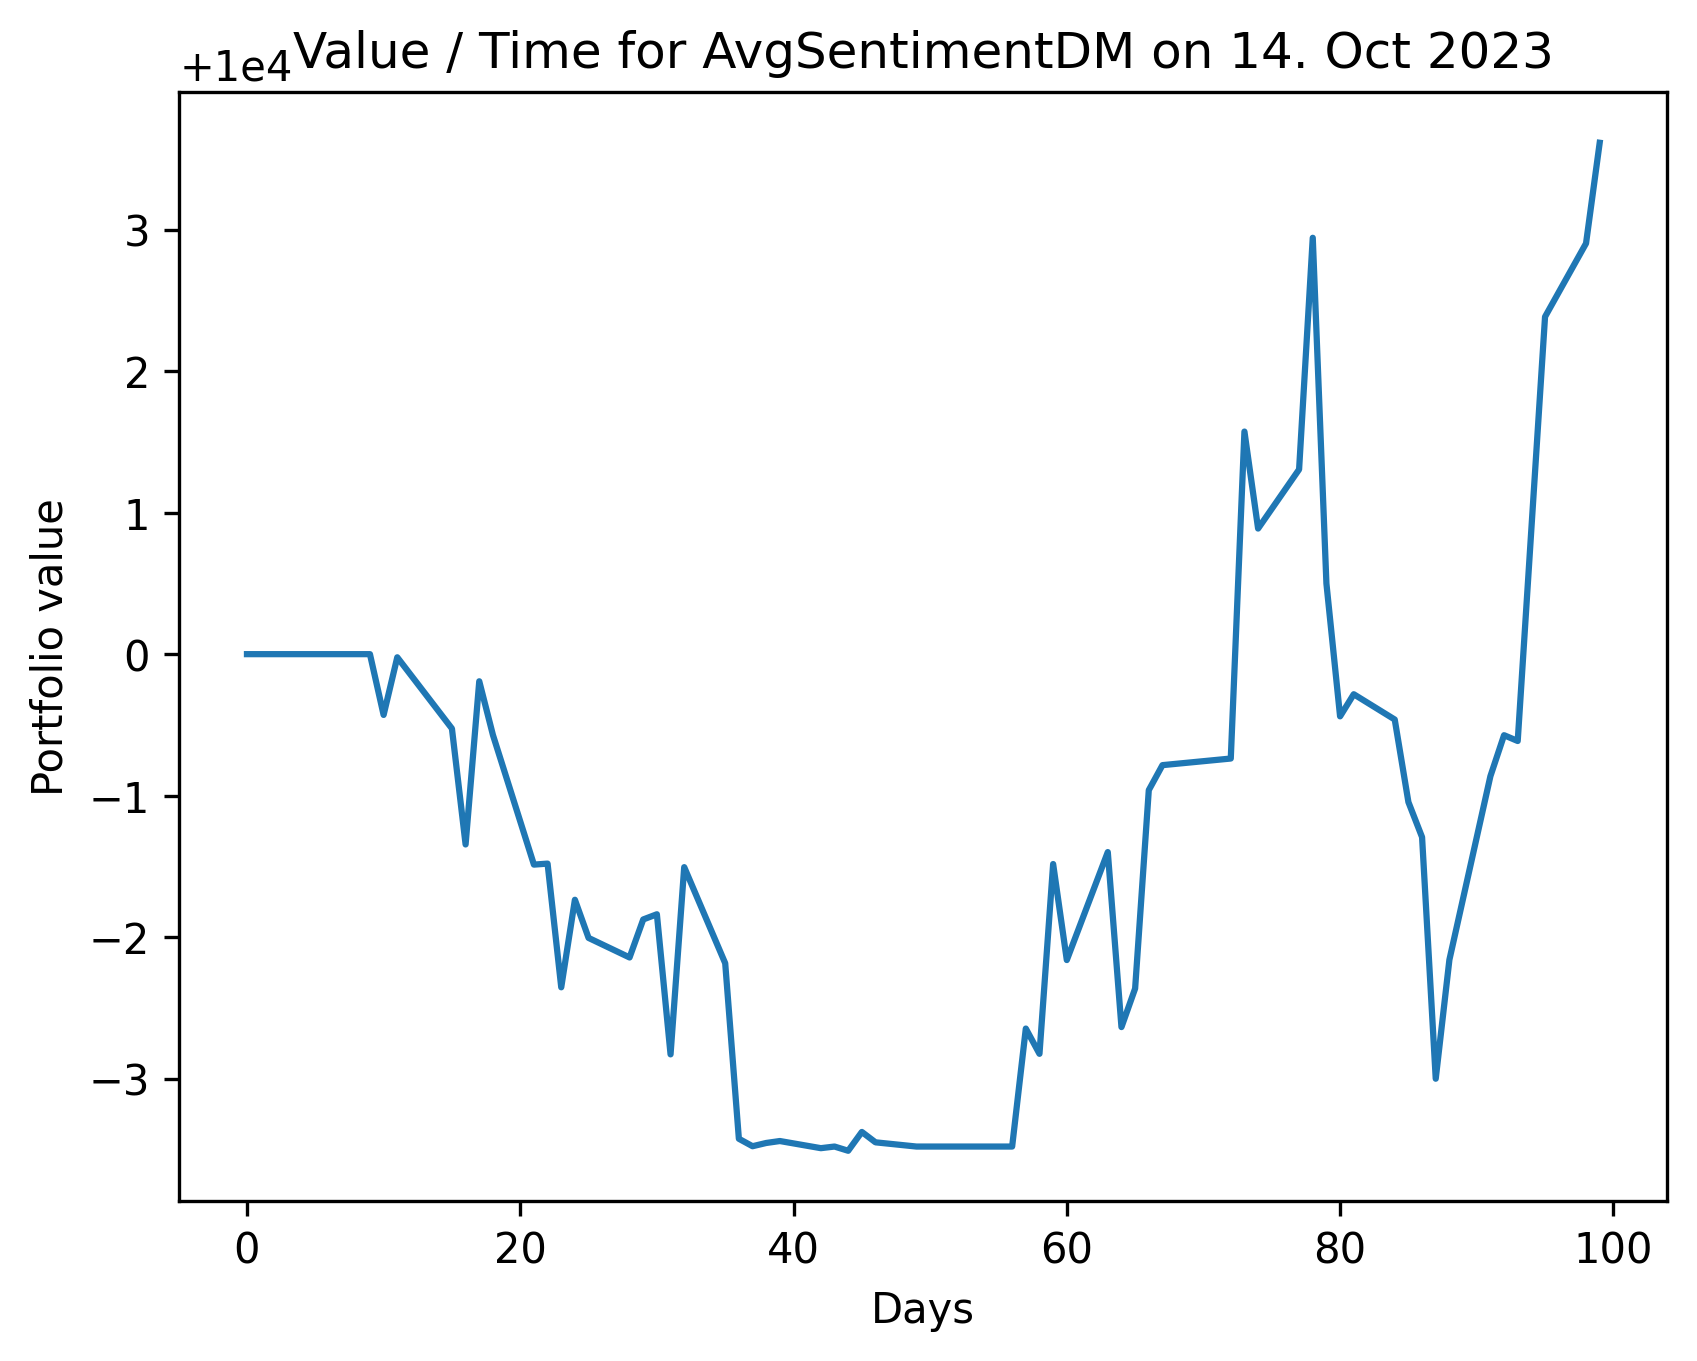 Value / Time for AvgSentimentDM on 14. Oct 2023
+1e4
3
2
1
0
−1
−2
−3
Portfolio value
0 20 40 60 80 100
Days